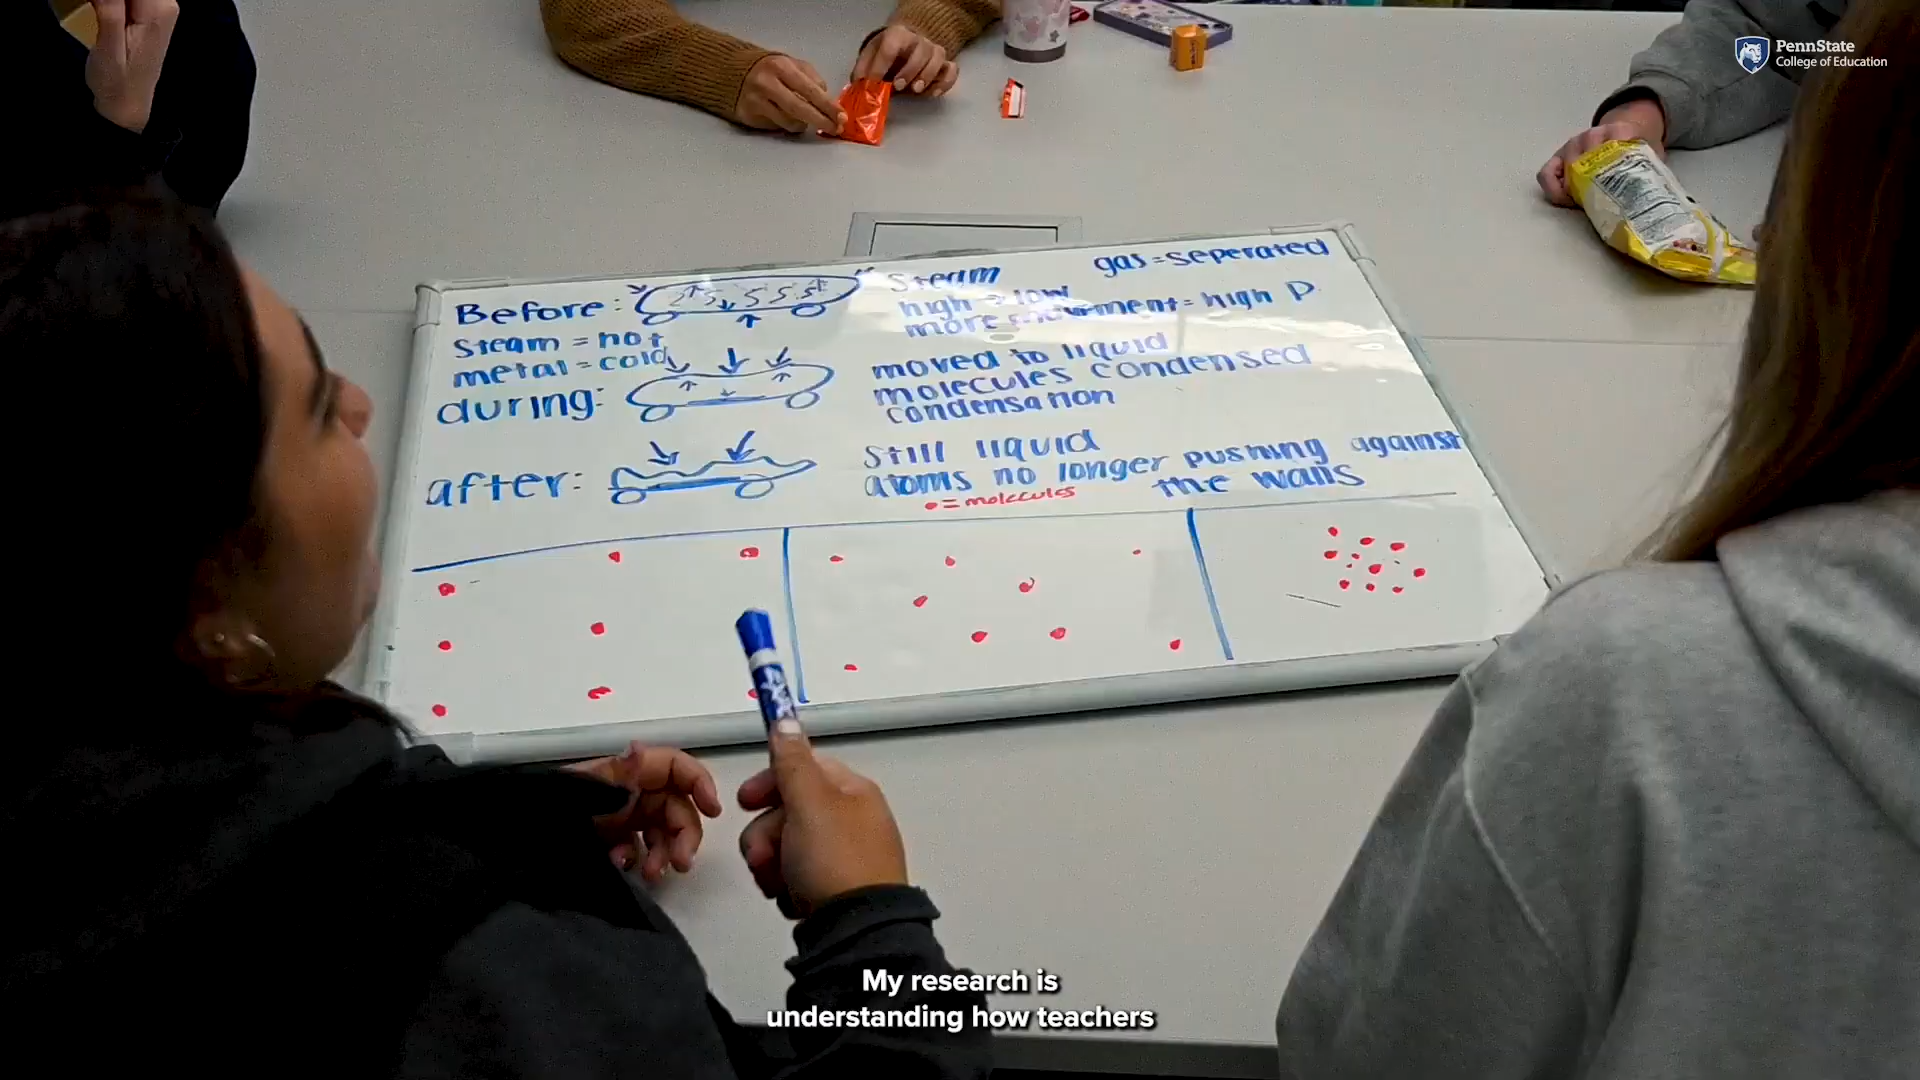 PennState
College of Education
Before:
Steam = hot
metal = cold
Steam
high → low
more movement = high P
gas = seperated
during:
moved to liquid
molecules condensed
condensation
after:
Still liquid
atoms no longer pushing against
the walls
= molecules
My research is
understanding how teachers